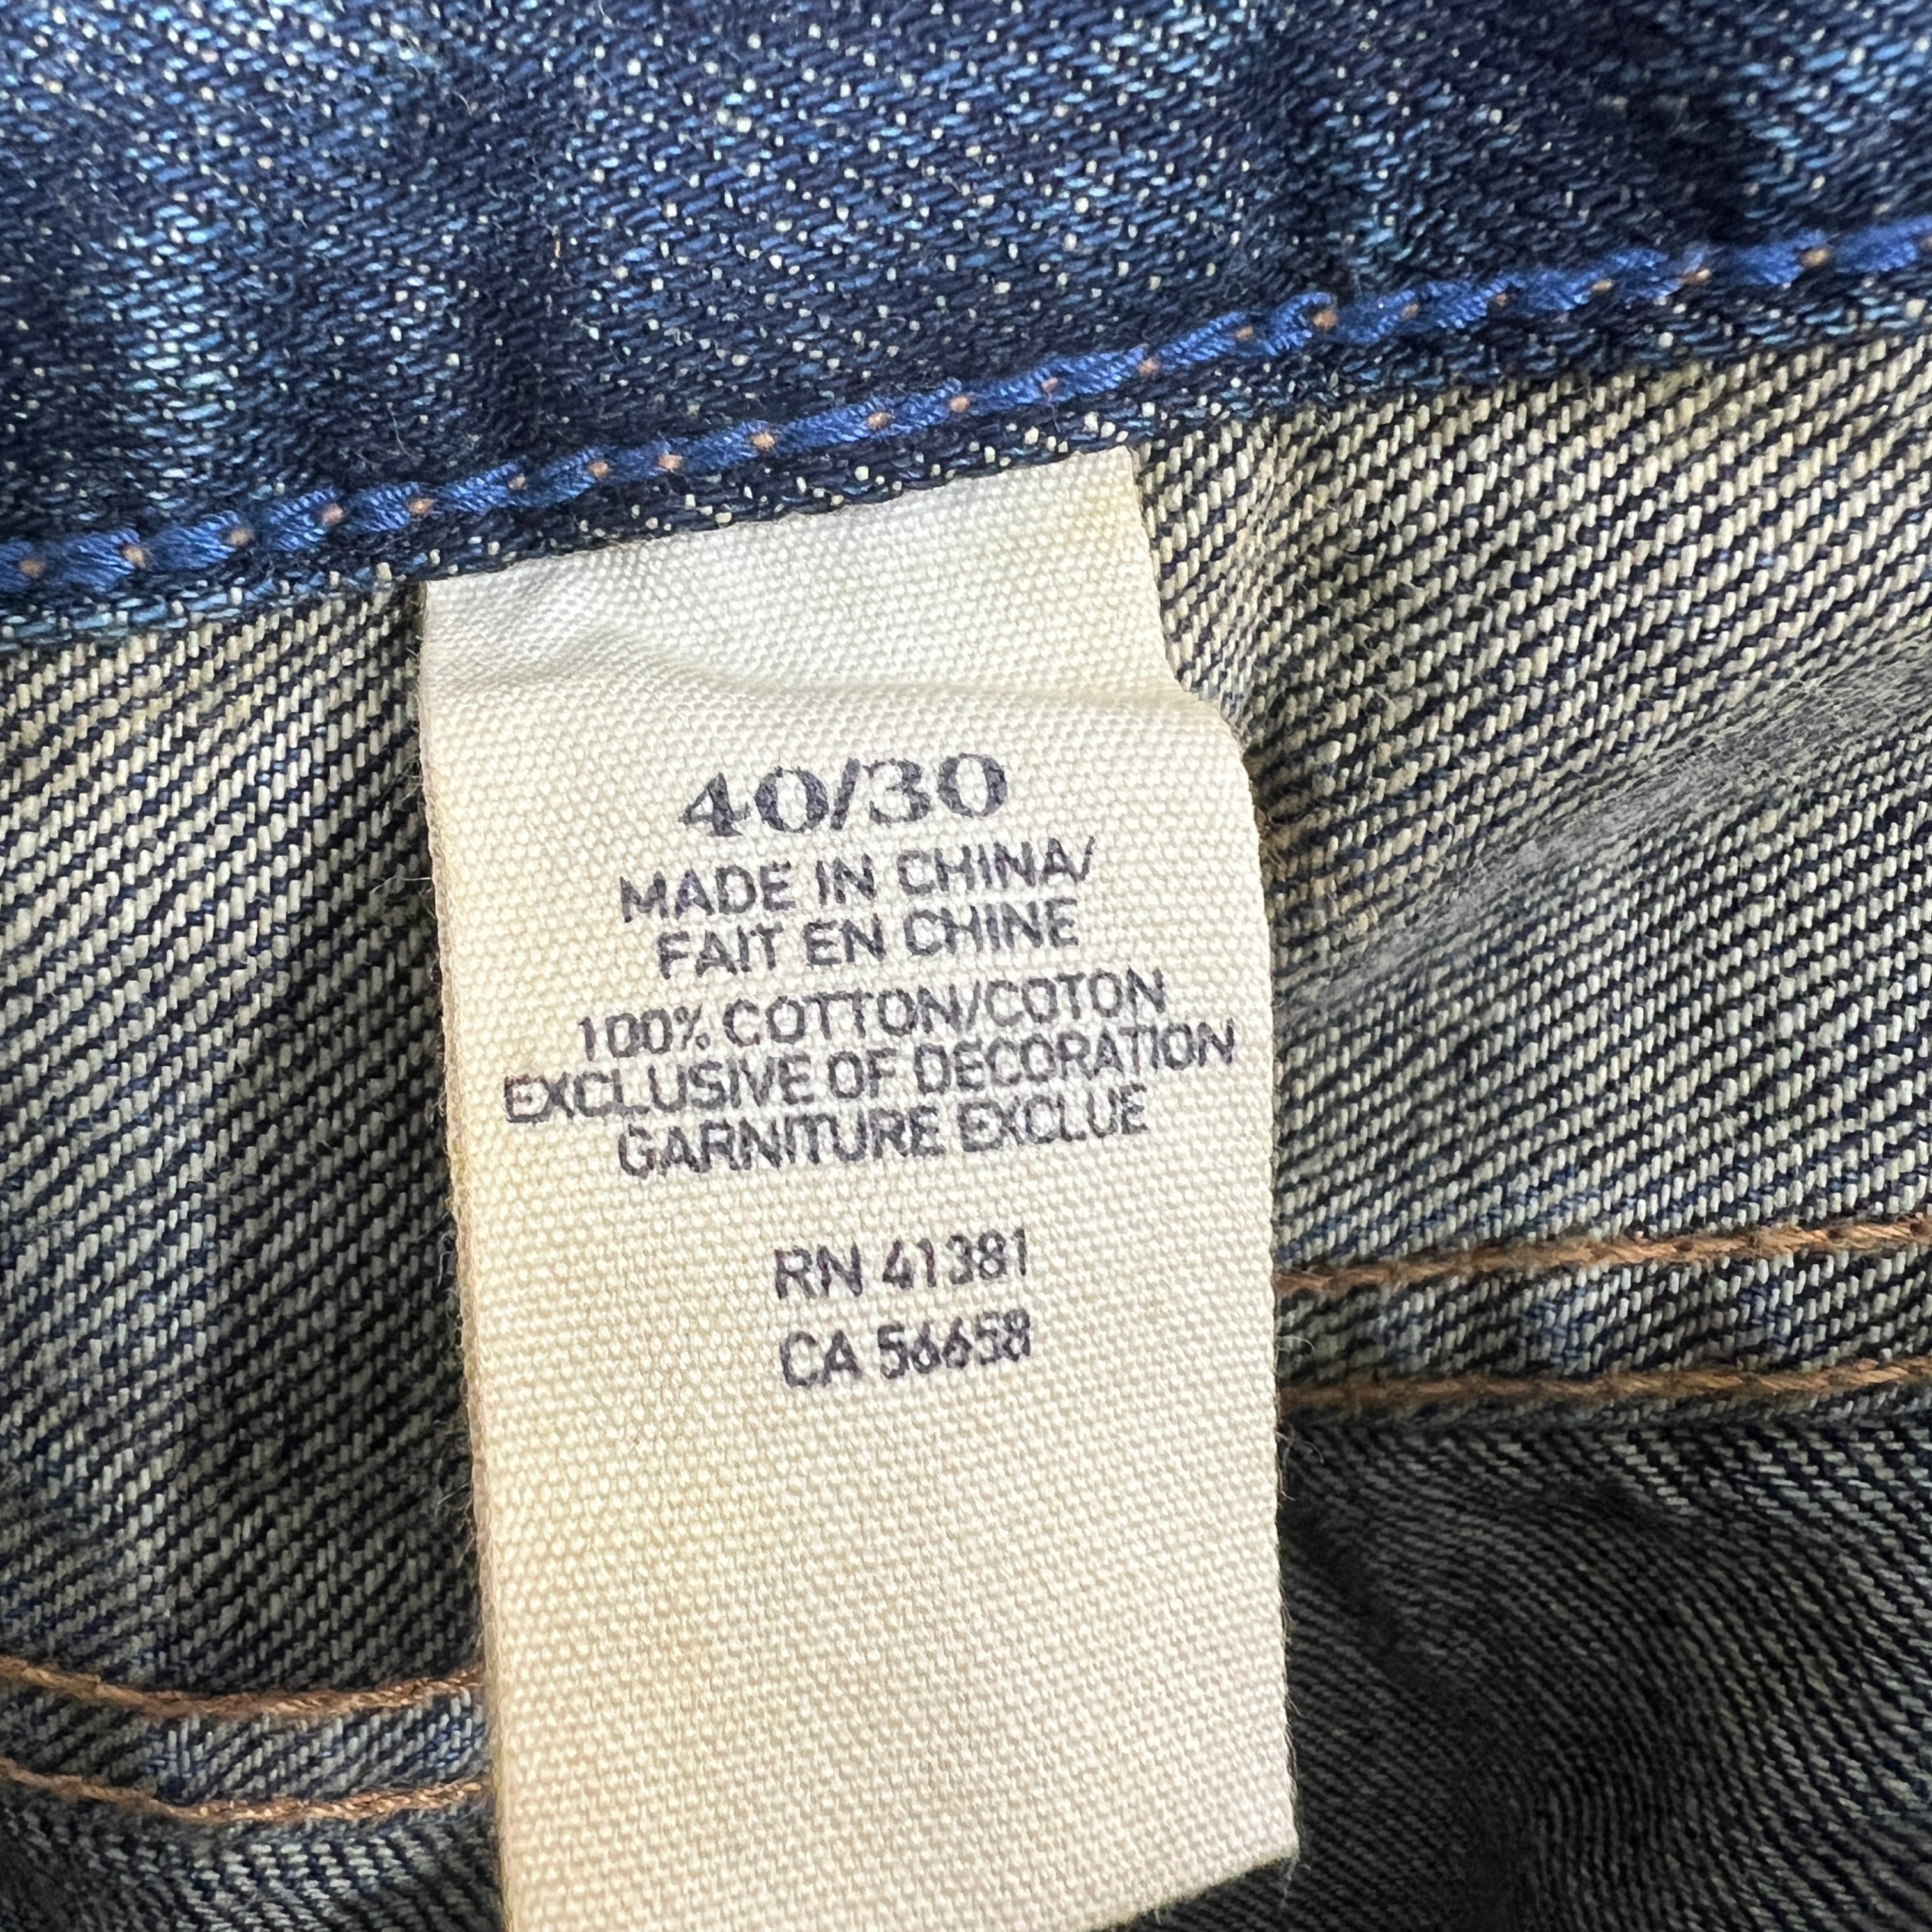 40/30
MADE IN CHINA/
FAIT EN CHINE
100% COTTON/COTON
EXCLUSIVE OF DECORATION
GARNITURE EXCLUE
RN 41381
CA 56658